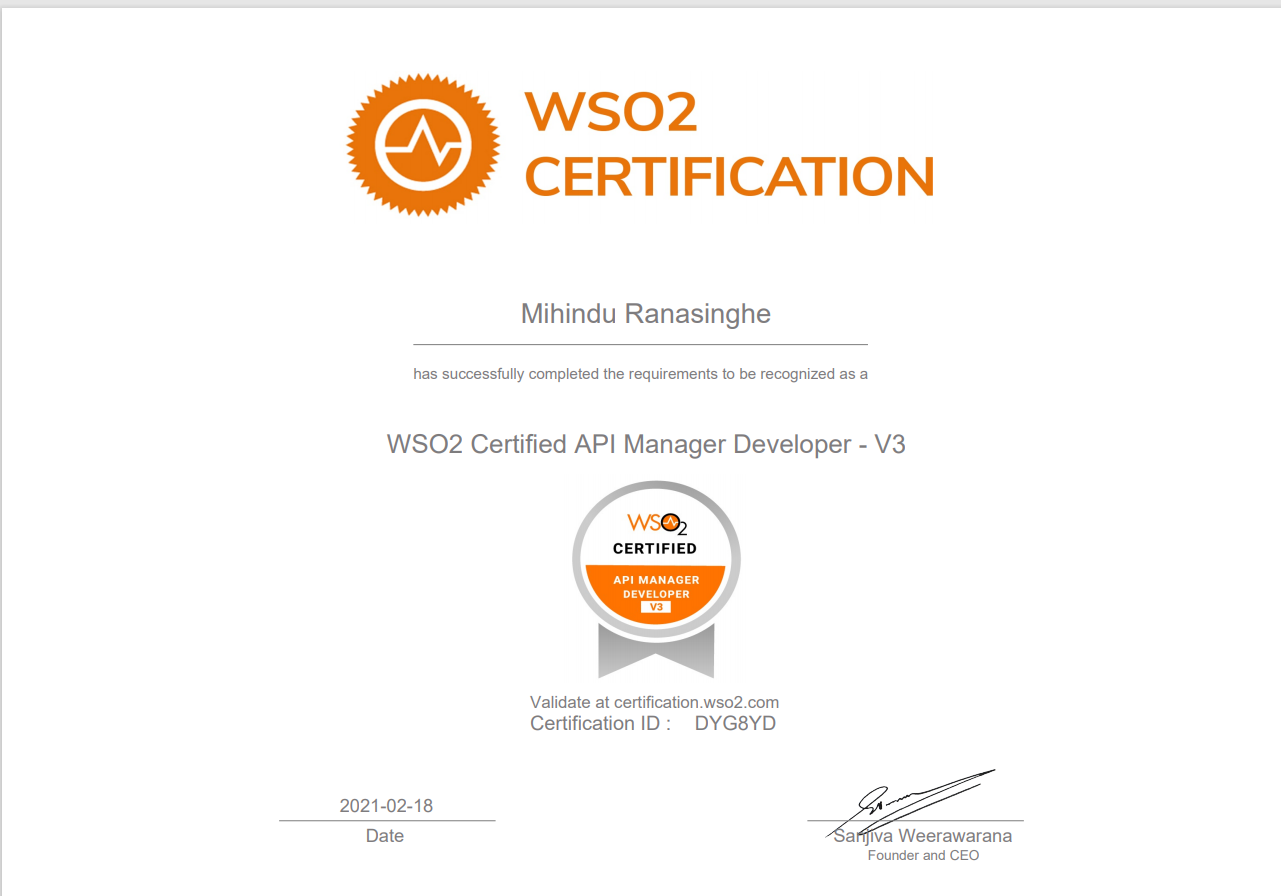 WSO2
CERTIFICATION
Mihindu Ranasinghe
has successfully completed the requirements to be recognized as a
WSO2 Certified API Manager Developer - V3
WSO2
CERTIFIED
API MANAGER
DEVELOPER
V3
Validate at certification.wso2.com
Certification ID : DYG8YD
2021-02-18
Date
Sanjiva Weerawarana
Founder and CEO